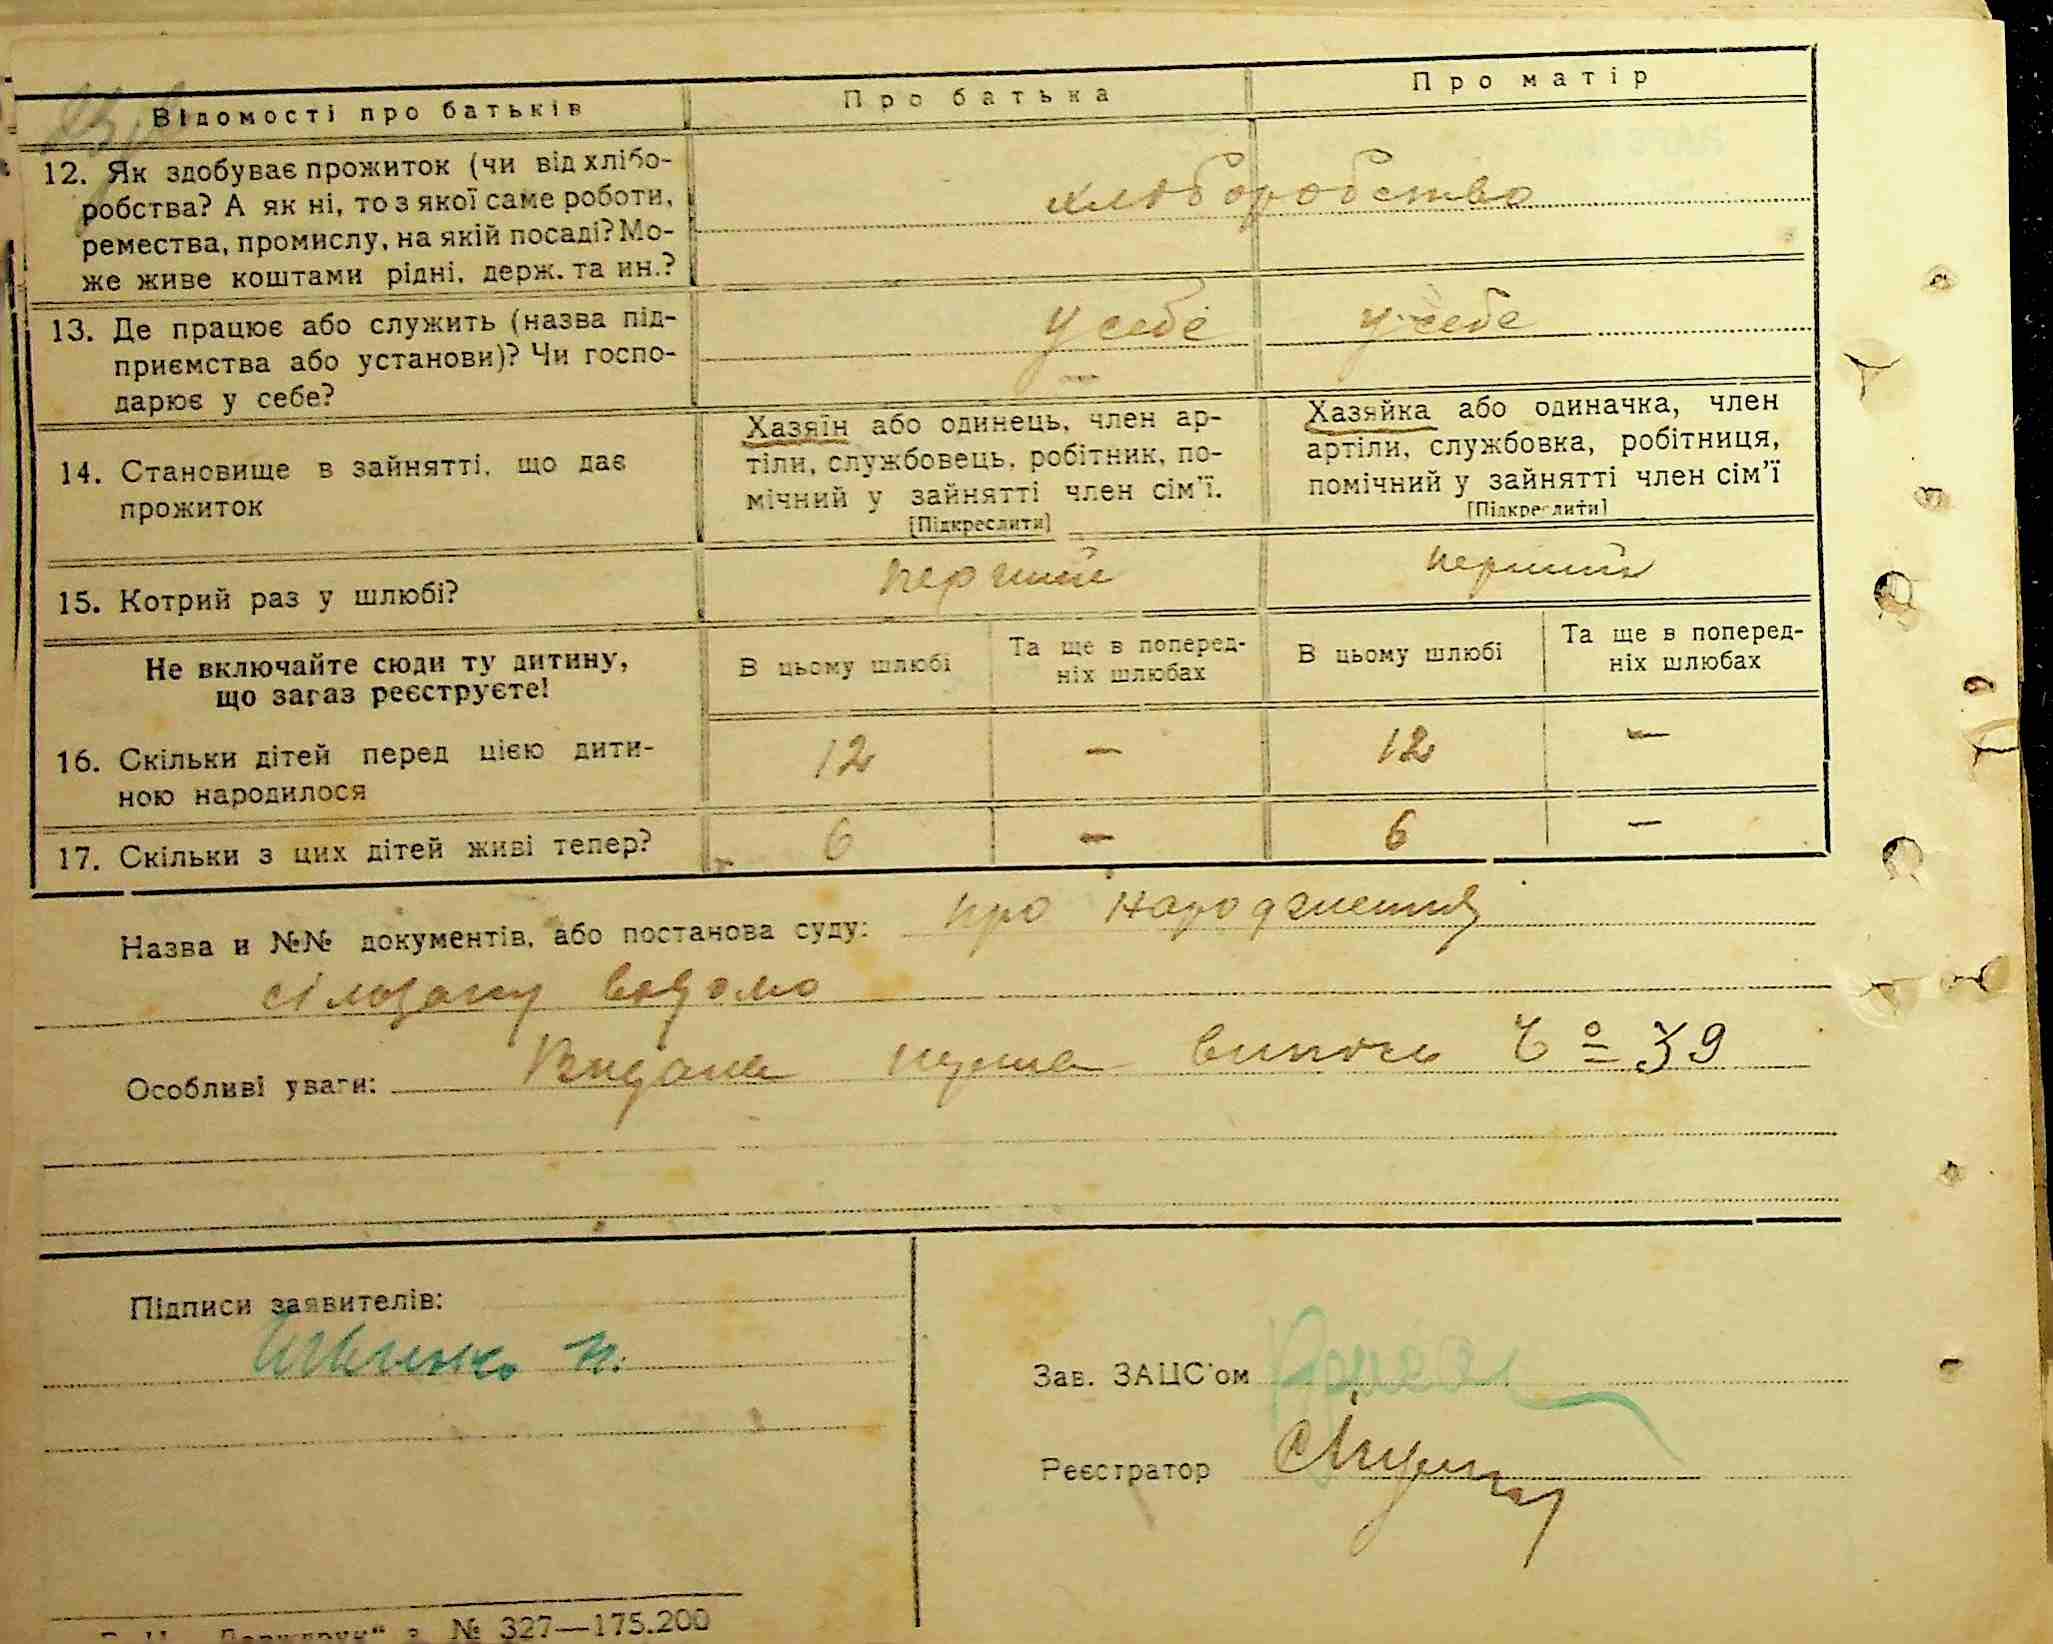 Відомості про батьків
Про батька
Про матір
12. Як здобуває прожиток (чи від хлібо-
робства? А як ні, то з якої саме роботи,
ремества, промислу, на якій посаді? Мо-
же живе коштами рідні, держ. та ин.?
хліборобство
13. Де працює або служить (назва під-
приємства або установи)? Чи госпо-
дарює у себе?
у себе
у себе
14. Становище в зайнятті, що дає
прожиток
Хазяїн або одинець, член ар-
тіли, службовець, робітник, по-
мічний у зайнятті член сім'ї.
[Підкреслити]
Хазяйка або одиначка, член
артіли, службовка, робітниця,
помічний у зайнятті член сім'ї
[Підкреслити]
15. Котрий раз у шлюбі?
перший
перший
Не включайте сюди ту дитину,
що загаз реєструєте!
В цьому шлюбі
Та ще в поперед-
ніх шлюбах
В цьому шлюбі
Та ще в поперед-
ніх шлюбах
16. Скільки дітей перед цією дити-
ною народилося
12 — 12 —
17. Скільки з цих дітей живі тепер?
6 — 6 —
Назва и №№ документів, або постанова суду: про народження
відомо
Особливі уваги: Видана випись Ч º 39
Підписи заявителів:
Зав. ЗАЦС'ом
Реєстратор
№ 327—175.200